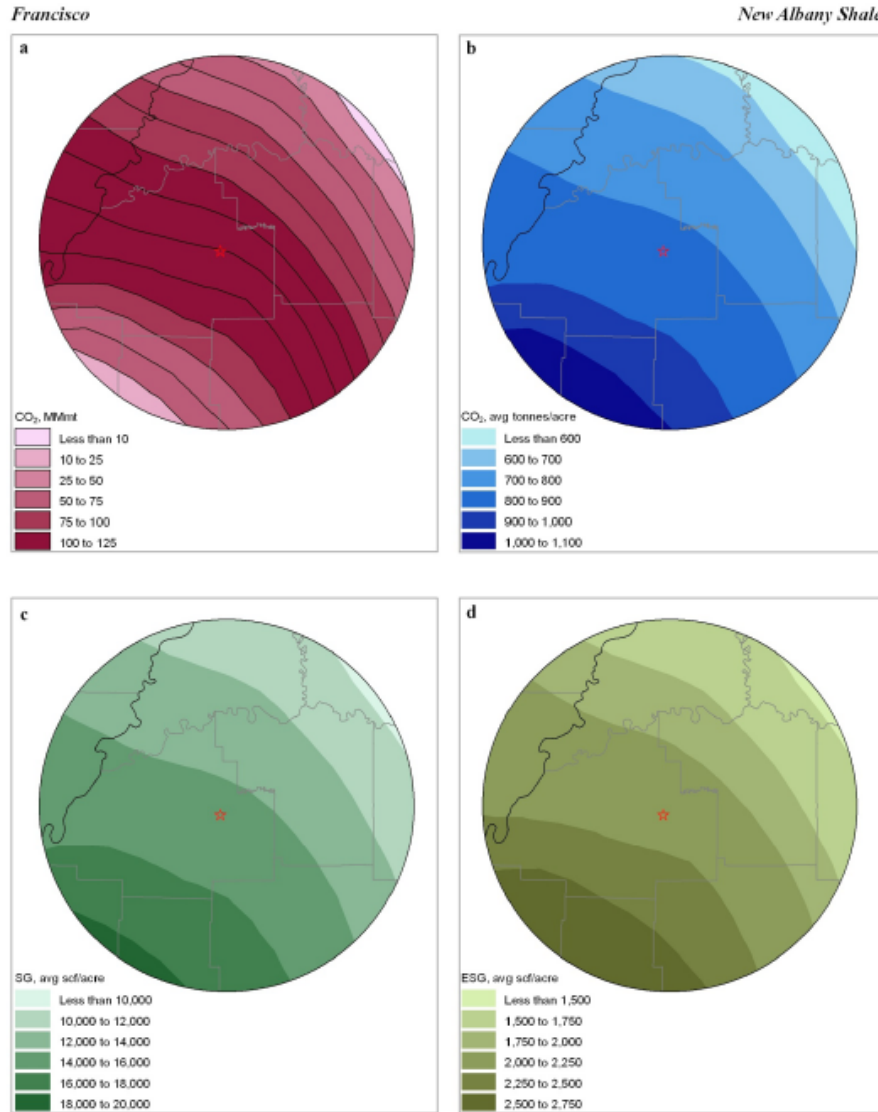 Francisco
New Albany Shale
a
CO₂, MMmt
Less than 10
10 to 25
25 to 50
50 to 75
75 to 100
100 to 125
b
CO₂, avg tonnes/acre
Less than 600
600 to 700
700 to 800
800 to 900
900 to 1,000
1,000 to 1,100
c
SG, avg scf/acre
Less than 10,000
10,000 to 12,000
12,000 to 14,000
14,000 to 16,000
16,000 to 18,000
18,000 to 20,000
d
ESG, avg scf/acre
Less than 1,500
1,500 to 1,750
1,750 to 2,000
2,000 to 2,250
2,250 to 2,500
2,500 to 2,750